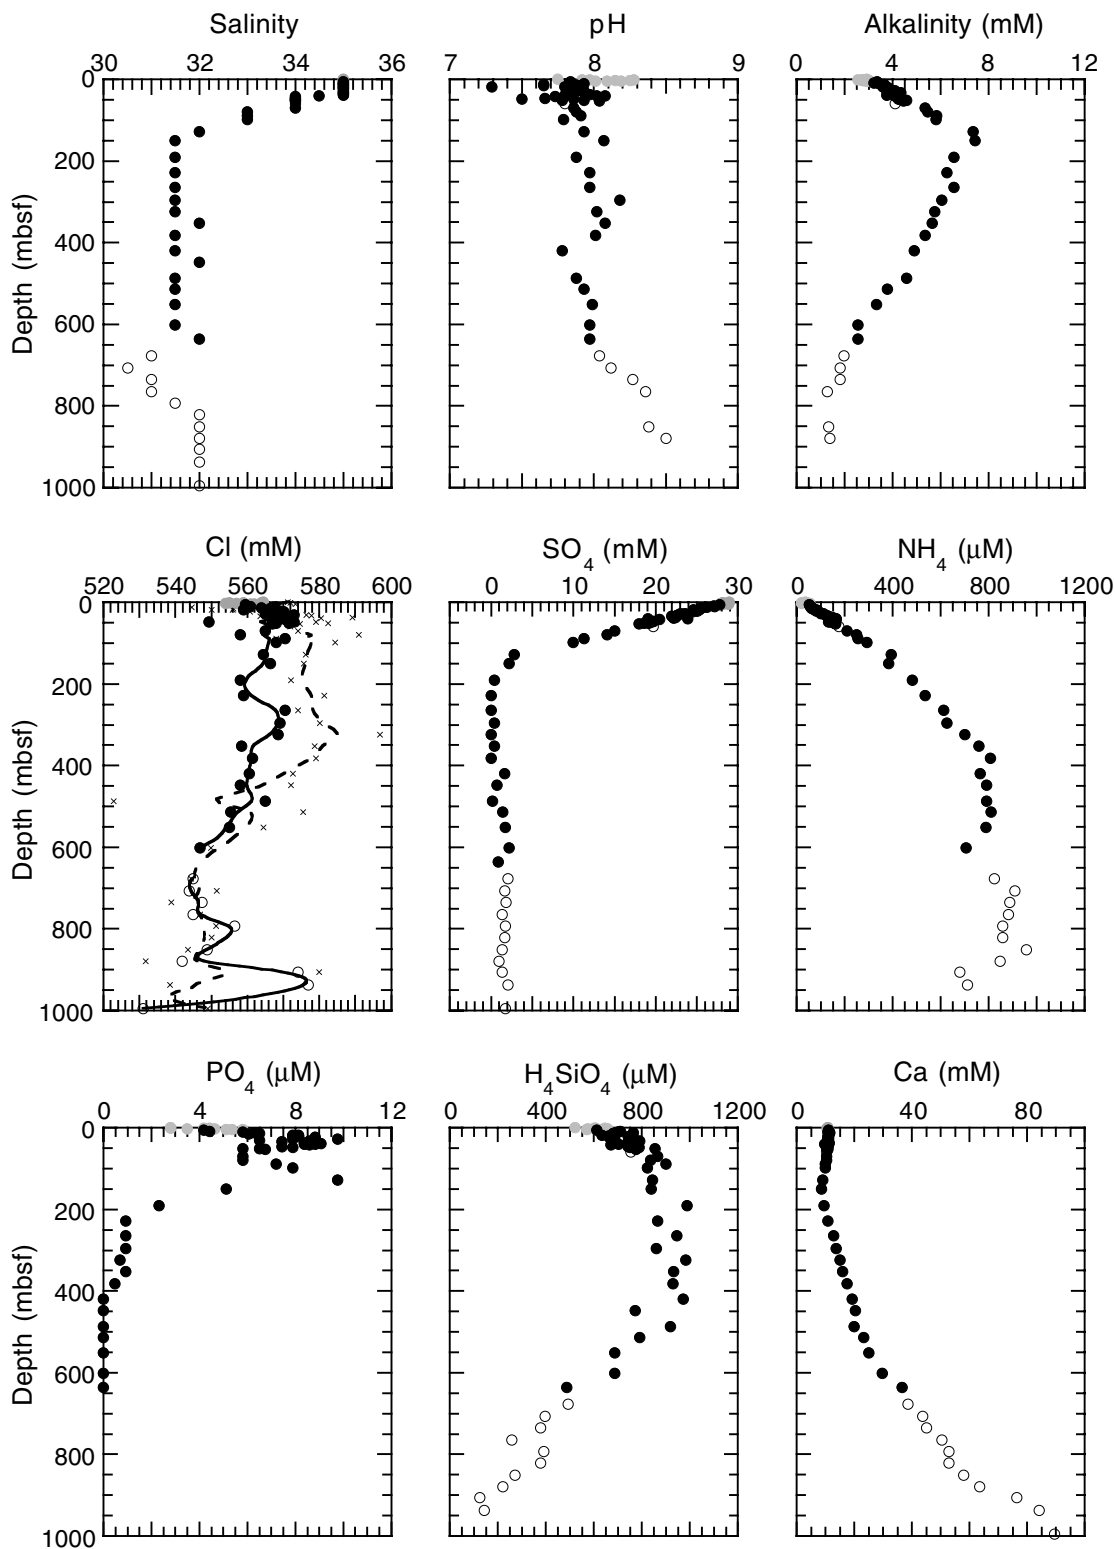 Salinity pH Alkalinity (mM)
30 32 34 36 7 8 9 0 4 8 12
0
200
400
600
800
1000
Depth (mbsf)
Cl (mM) SO4 (mM) NH4 (μM)
520 540 560 580 600 0 10 20 30 0 400 800 1200
0
200
400
600
800
1000
Depth (mbsf)
PO4 (μM) H4SiO4 (μM) Ca (mM)
0 4 8 12 0 400 800 1200 0 40 80
0
200
400
600
800
1000
Depth (mbsf)